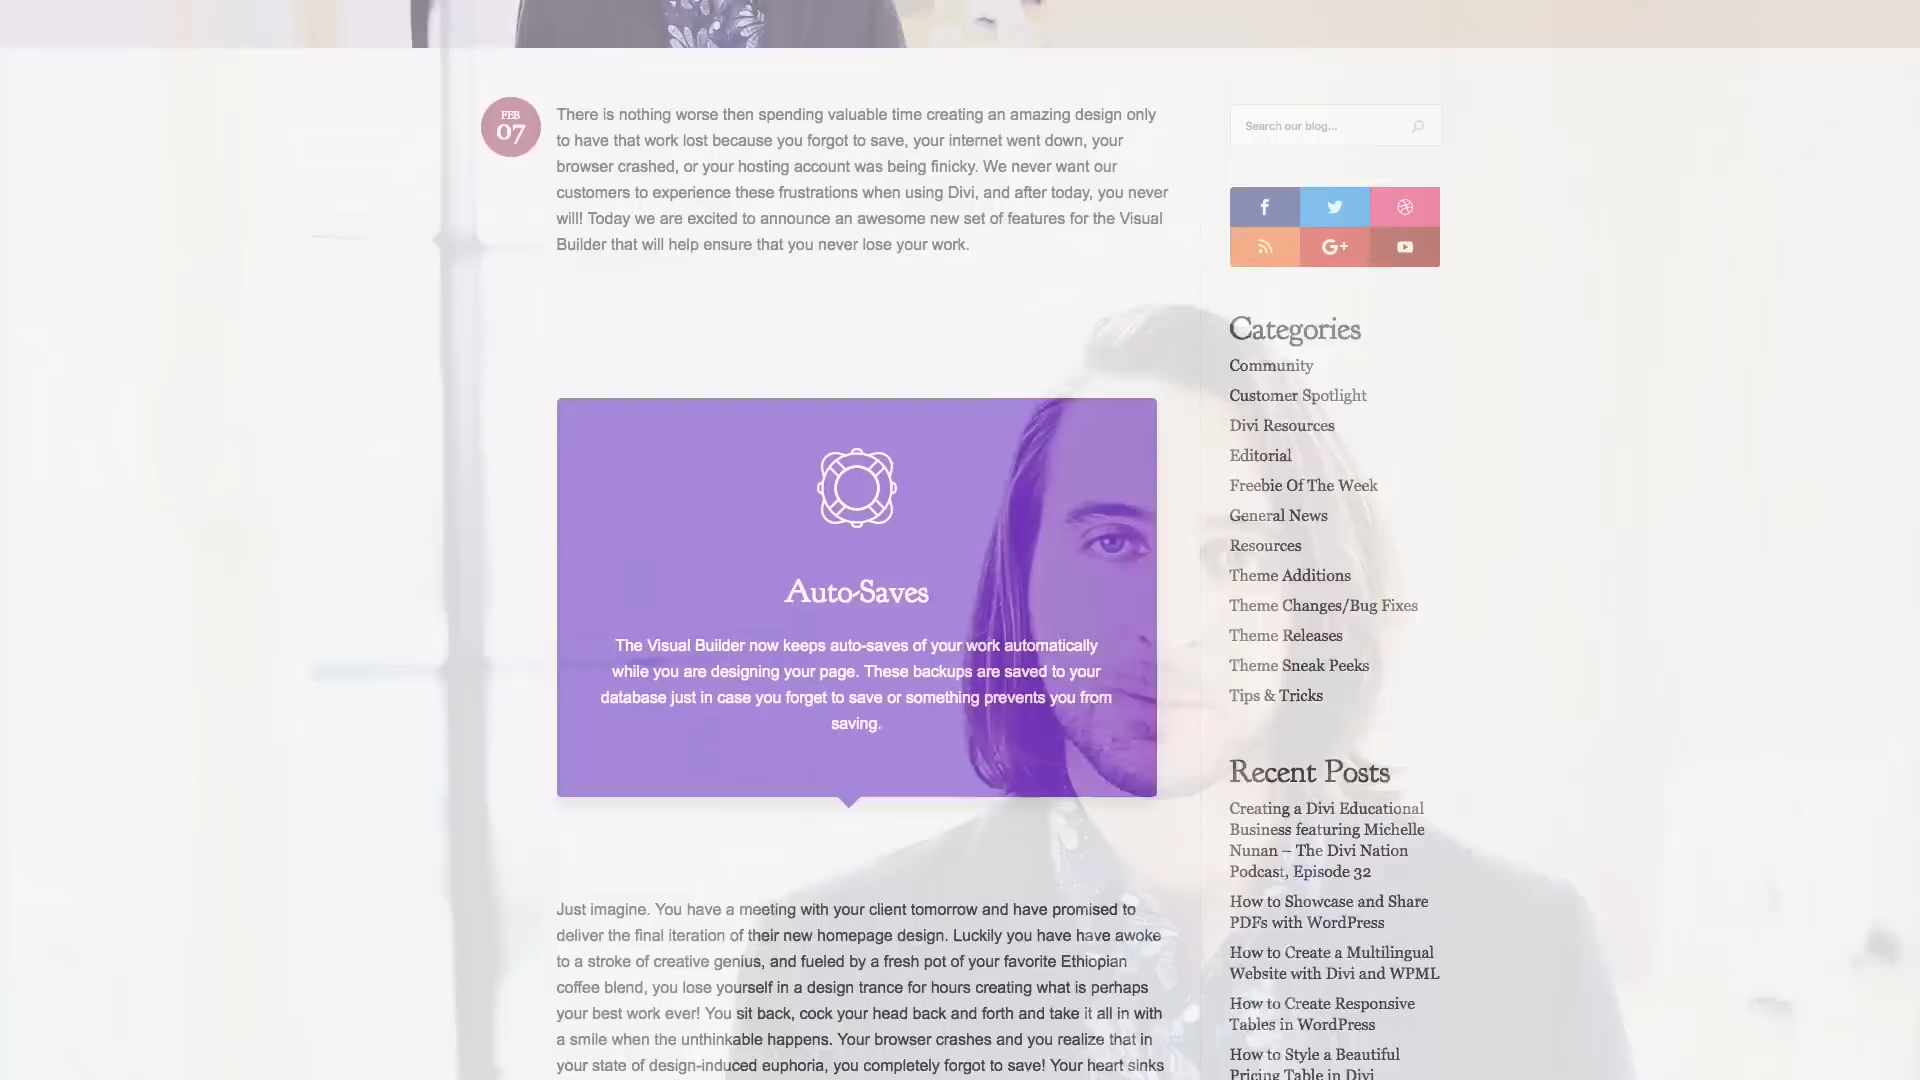 FEB
07
There is nothing worse then spending valuable time creating an amazing design only
to have that work lost because you forgot to save, your internet went down, your
browser crashed, or your hosting account was being finicky. We never want our
customers to experience these frustrations when using Divi, and after today, you never
will! Today we are excited to announce an awesome new set of features for the Visual
Builder that will help ensure that you never lose your work.
Auto-Saves
The Visual Builder now keeps auto-saves of your work automatically
while you are designing your page. These backups are saved to your
database just in case you forget to save or something prevents you from
saving.
Just imagine. You have a meeting with your client tomorrow and have promised to
deliver the final iteration of their new homepage design. Luckily you have have awoke
to a stroke of creative genius, and fueled by a fresh pot of your favorite Ethiopian
coffee blend, you lose yourself in a design trance for hours creating what is perhaps
your best work ever! You sit back, cock your head back and forth and take it all in with
a smile when the unthinkable happens. Your browser crashes and you realize that in
your state of design-induced euphoria, you completely forgot to save! Your heart sinks
Search our blog...
G+
Categories
Community
Customer Spotlight
Divi Resources
Editorial
Freebie Of The Week
General News
Resources
Theme Additions
Theme Changes/Bug Fixes
Theme Releases
Theme Sneak Peeks
Tips & Tricks
Recent Posts
Creating a Divi Educational
Business featuring Michelle
Nunan – The Divi Nation
Podcast, Episode 32
How to Showcase and Share
PDFs with WordPress
How to Create a Multilingual
Website with Divi and WPML
How to Create Responsive
Tables in WordPress
How to Style a Beautiful
Pricing Table in Divi